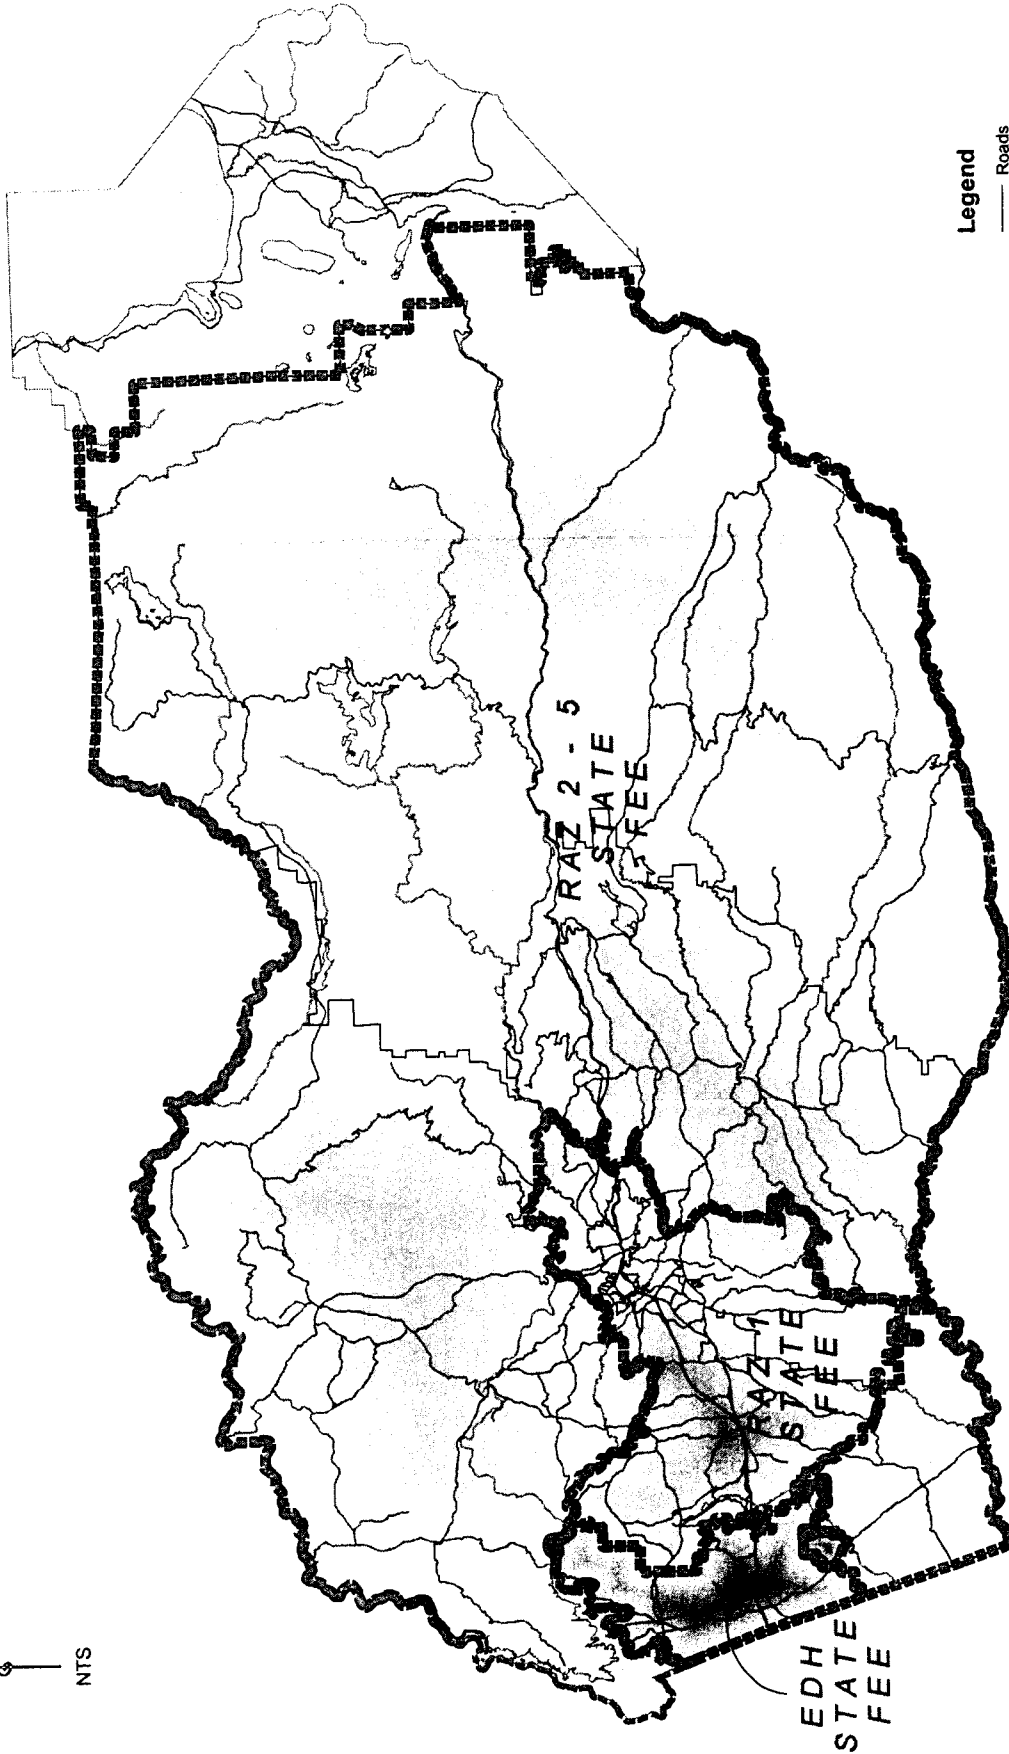 NTS
EDH
STATE
FEE
RAZ 1
STATE
FEE
RAZ 2 - 5
STATE
FEE
Legend
Roads